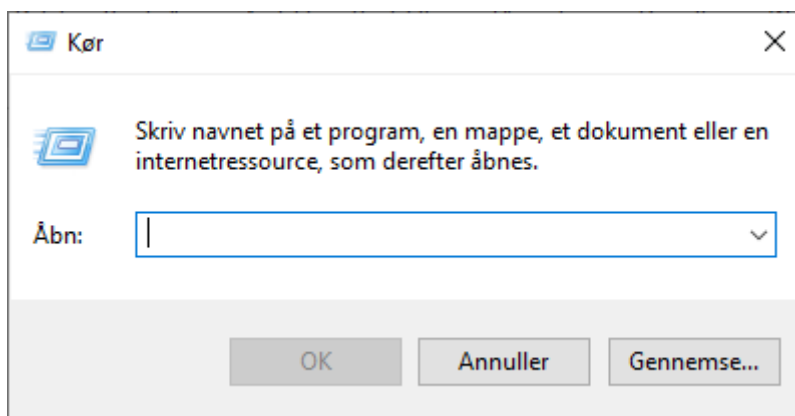 Kør
Skriv navnet på et program, en mappe, et dokument eller en
internetressource, som derefter åbnes.
Åbn:
OK Annuller Gennemse...